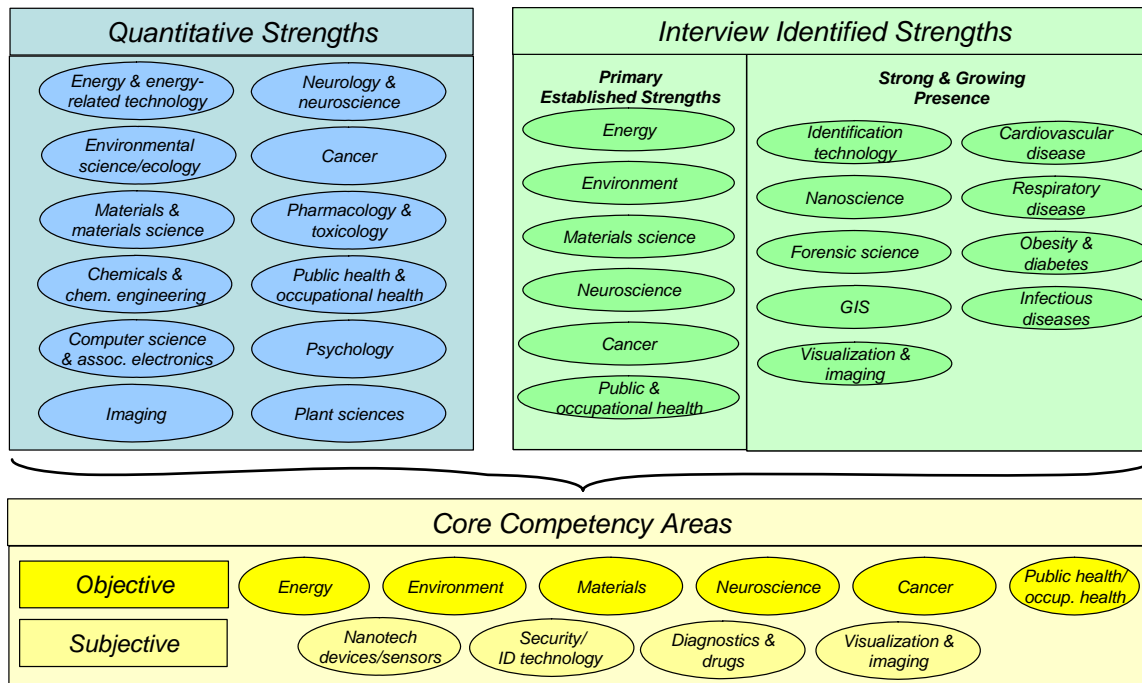 Quantitative Strengths
Energy & energy-
related technology
Neurology &
neuroscience
Environmental
science/ecology
Cancer
Materials &
materials science
Pharmacology &
toxicology
Chemicals &
chem. engineering
Public health &
occupational health
Computer science
& assoc. electronics
Psychology
Imaging
Plant sciences
Interview Identified Strengths
Primary
Established Strengths
Energy
Environment
Materials science
Neuroscience
Cancer
Public &
occupational health
Strong & Growing
Presence
Identification
technology
Cardiovascular
disease
Nanoscience
Respiratory
disease
Forensic science
Obesity &
diabetes
GIS
Infectious
diseases
Visualization &
imaging
Core Competency Areas
Objective
Energy
Environment
Materials
Neuroscience
Cancer
Public health/
occup. health
Subjective
Nanotech
devices/sensors
Security/
ID technology
Diagnostics &
drugs
Visualization &
imaging